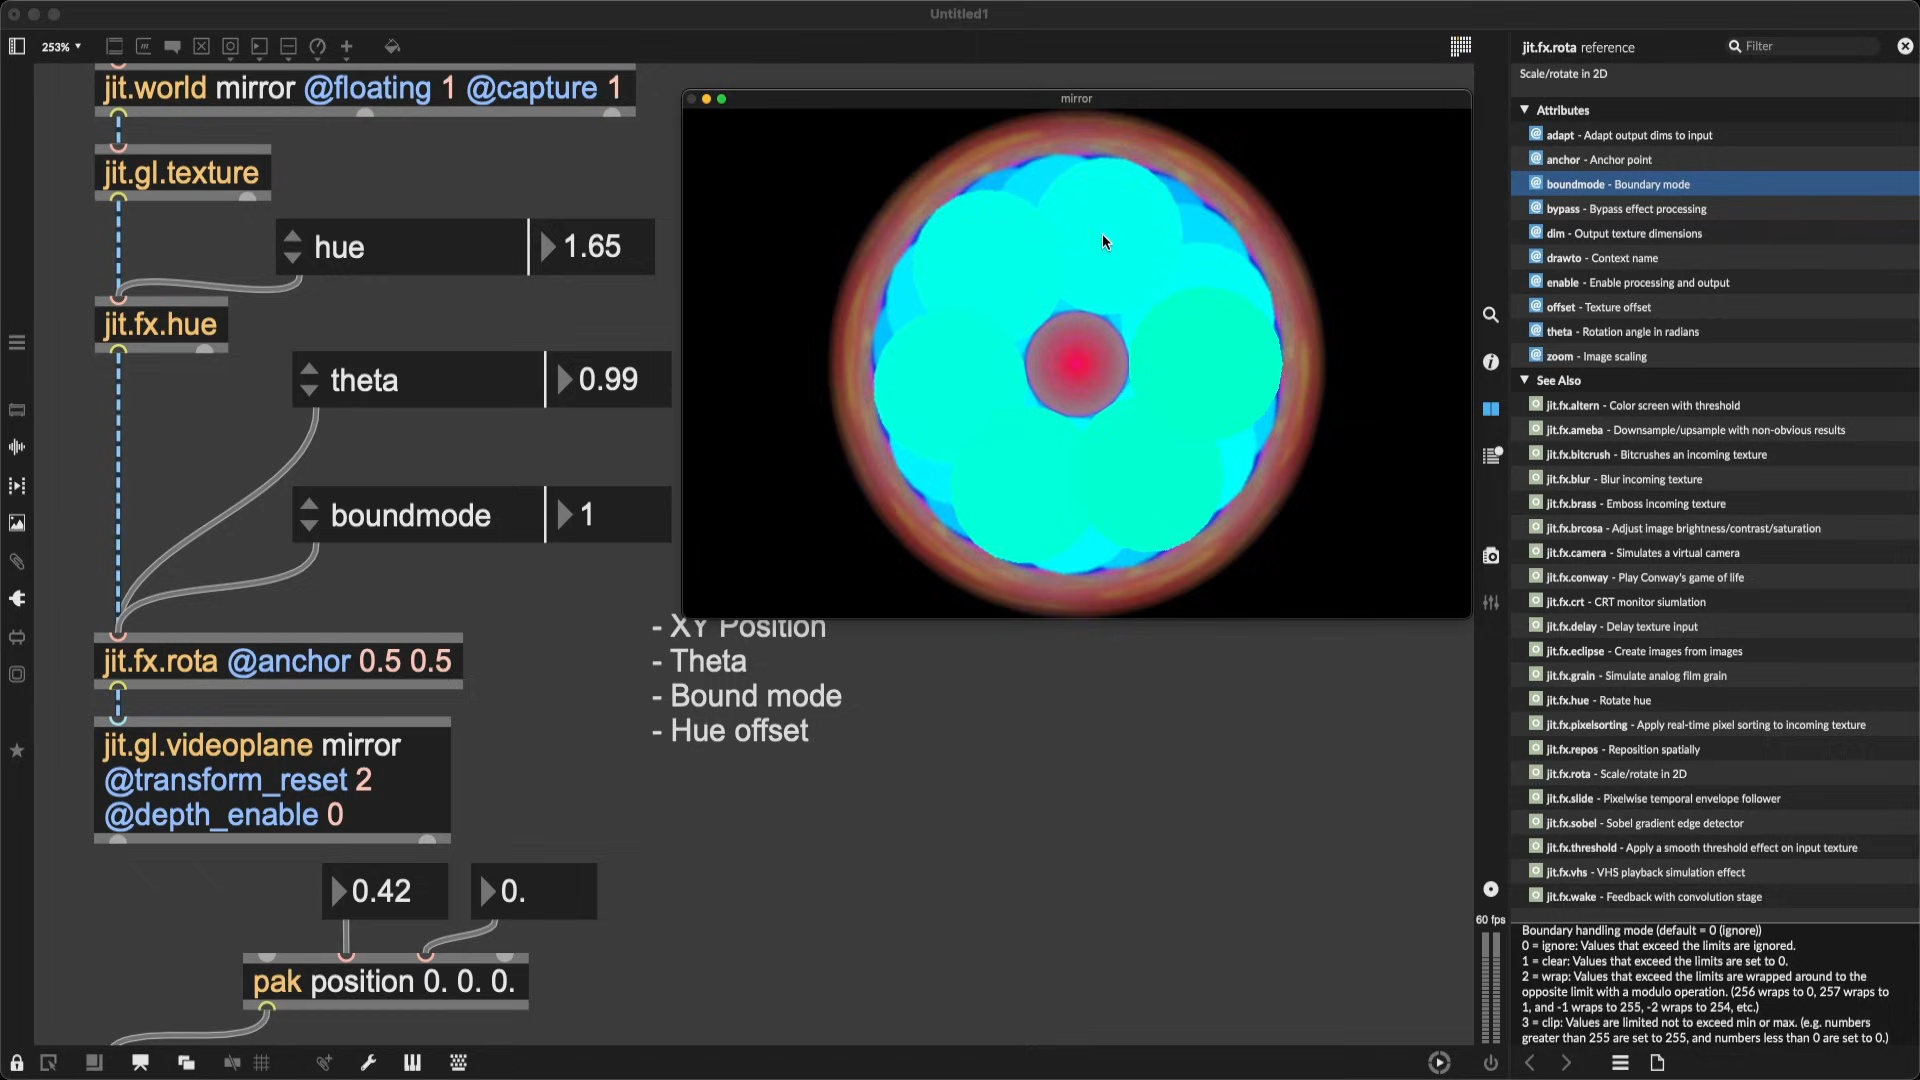 Untitled1
253%
jit.world mirror @floating 1 @capture 1
jit.gl.texture
hue
1.65
jit.fx.hue
theta
0.99
boundmode
1
jit.fx.rota @anchor 0.5 0.5
jit.gl.videoplane mirror
@transform_reset 2
@depth_enable 0
0.42
0.
pak position 0. 0. 0.
mirror
- XY Position
- Theta
- Bound mode
- Hue offset
60 fps
jit.fx.rota reference
Filter
Scale/rotate in 2D
Attributes
adapt - Adapt output dims to input
anchor - Anchor point
boundmode - Boundary mode
bypass - Bypass effect processing
dim - Output texture dimensions
drawto - Context name
enable - Enable processing and output
offset - Texture offset
theta - Rotation angle in radians
zoom - Image scaling
See Also
jit.fx.altern - Color screen with threshold
jit.fx.ameba - Downsample/upsample with non-obvious results
jit.fx.bitcrush - Bitcrushes an incoming texture
jit.fx.blur - Blur incoming texture
jit.fx.brass - Emboss incoming texture
jit.fx.brcosa - Adjust image brightness/contrast/saturation
jit.fx.camera - Simulates a virtual camera
jit.fx.conway - Play Conway's game of life
jit.fx.crt - CRT monitor siumlation
jit.fx.delay - Delay texture input
jit.fx.eclipse - Create images from images
jit.fx.grain - Simulate analog film grain
jit.fx.hue - Rotate hue
jit.fx.pixelsorting - Apply real-time pixel sorting to incoming texture
jit.fx.repos - Reposition spatially
jit.fx.rota - Scale/rotate in 2D
jit.fx.slide - Pixelwise temporal envelope follower
jit.fx.sobel - Sobel gradient edge detector
jit.fx.threshold - Apply a smooth threshold effect on input texture
jit.fx.vhs - VHS playback simulation effect
jit.fx.wake - Feedback with convolution stage
Boundary handling mode (default = 0 (ignore))
0 = ignore: Values that exceed the limits are ignored.
1 = clear: Values that exceed the limits are set to 0.
2 = wrap: Values that exceed the limits are wrapped around to the
opposite limit with a modulo operation. (256 wraps to 0, 257 wraps to
1, and -1 wraps to 255, -2 wraps to 254, etc.)
3 = clip: Values are limited not to exceed min or max. (e.g. numbers
greater than 255 are set to 255, and numbers less than 0 are set to 0.)